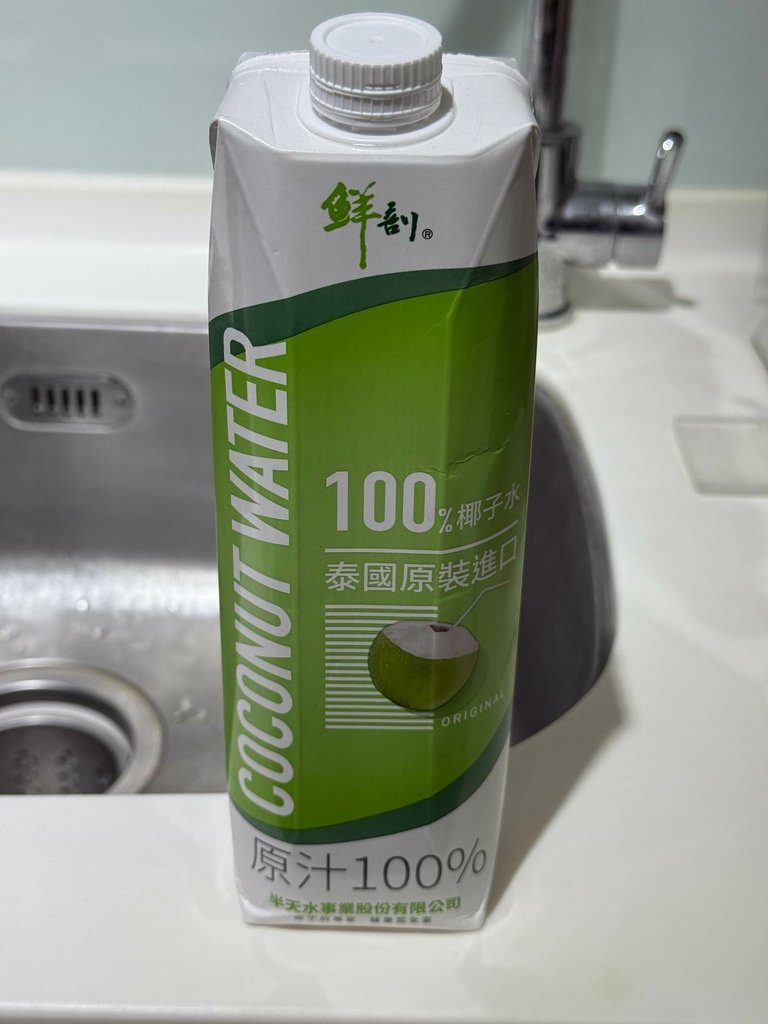 鮮剖®
COCONUT WATER
100%椰子水
泰國原裝進口
ORIGINAL
原汁100%
半天水事業股份有限公司